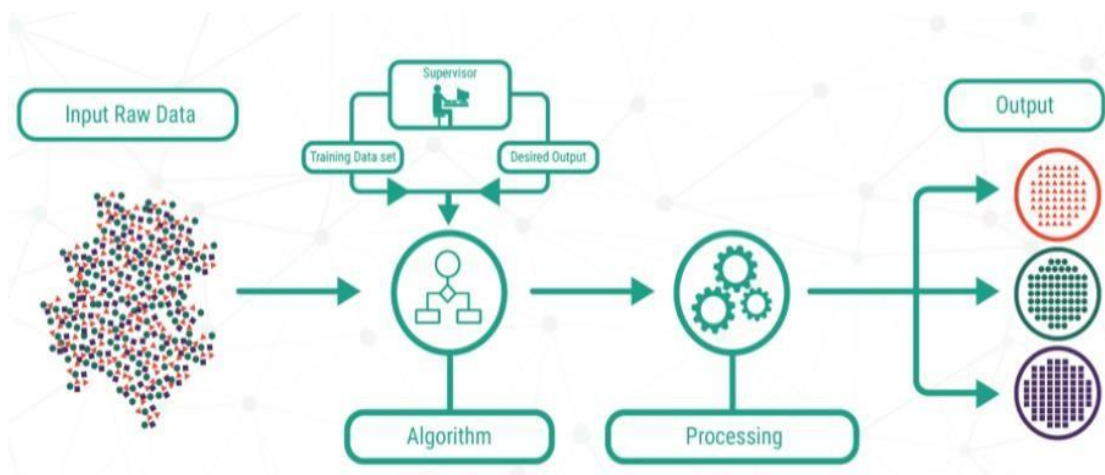 Input Raw Data
Supervisor
Training Data set
Desired Output
Algorithm
Processing
Output